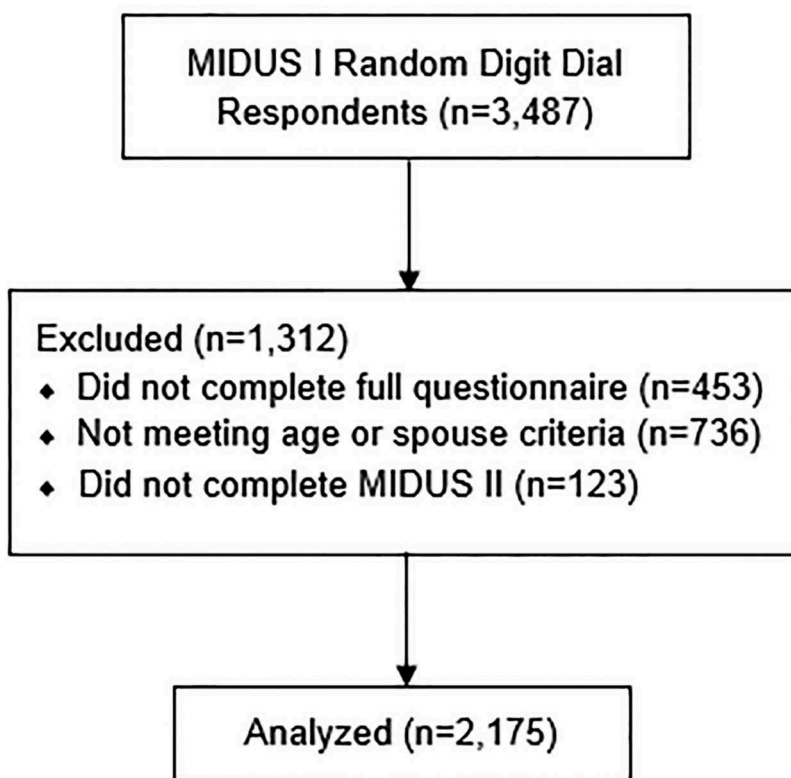 MIDUS I Random Digit Dial
Respondents (n=3,487)
Excluded (n=1,312)
⬥ Did not complete full questionnaire (n=453)
⬥ Not meeting age or spouse criteria (n=736)
⬥ Did not complete MIDUS II (n=123)
Analyzed (n=2,175)